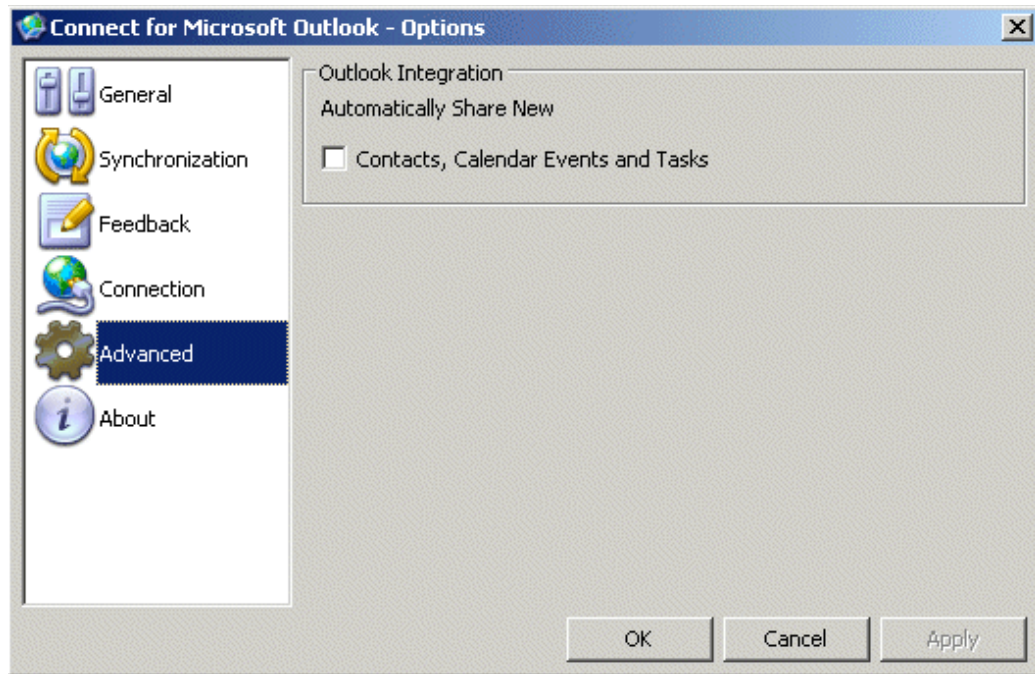 Connect for Microsoft Outlook - Options
General
Synchronization
Feedback
Connection
Advanced
About
Outlook Integration
Automatically Share New
Contacts, Calendar Events and Tasks
OK
Cancel
Apply